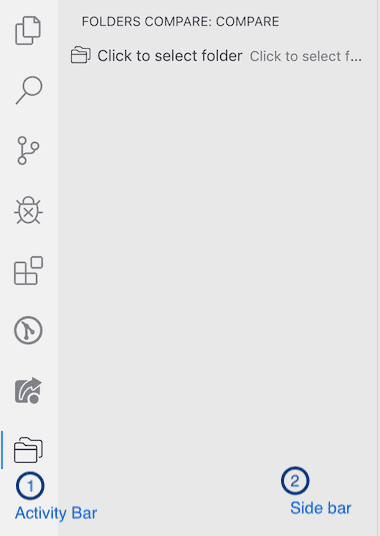 FOLDERS COMPARE: COMPARE
Click to select folder Click to select f...
1
2
Activity Bar
Side bar